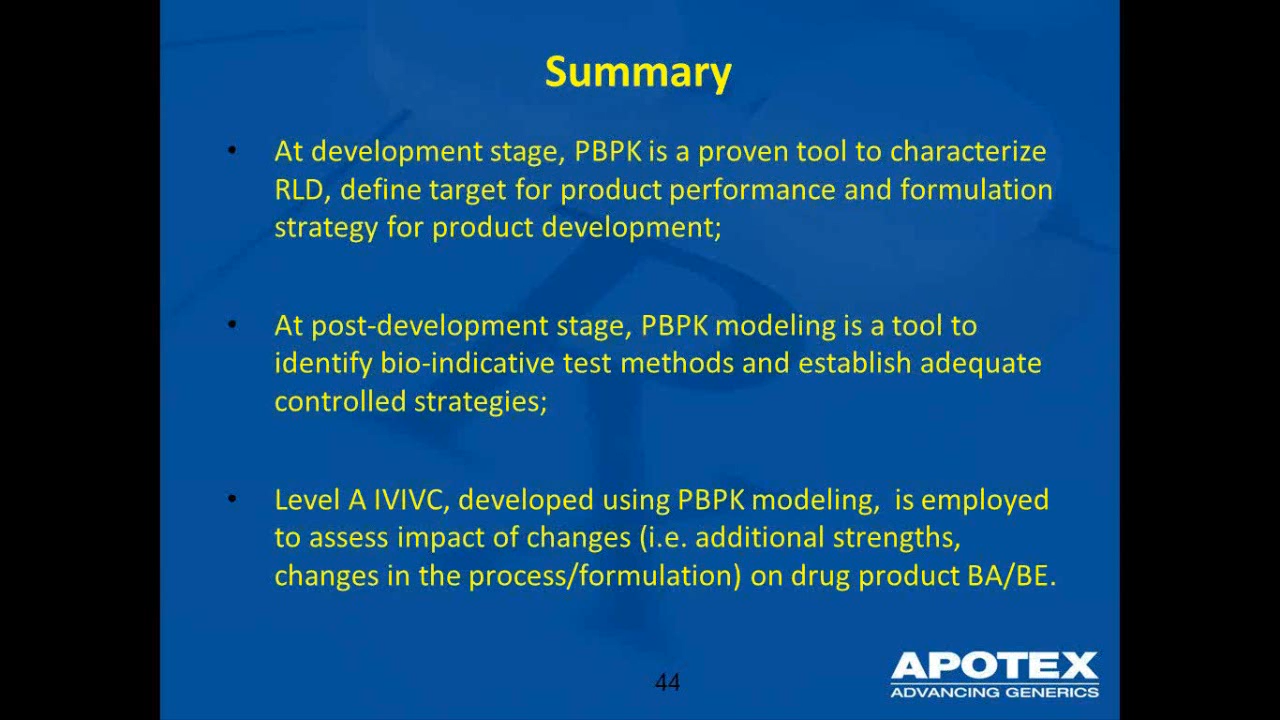 Summary
• At development stage, PBPK is a proven tool to characterize
RLD, define target for product performance and formulation
strategy for product development;
• At post-development stage, PBPK modeling is a tool to
identify bio-indicative test methods and establish adequate
controlled strategies;
• Level A IVIVC, developed using PBPK modeling,  is employed
to assess impact of changes (i.e. additional strengths,
changes in the process/formulation) on drug product BA/BE.
44
APOTEX
ADVANCING GENERICS